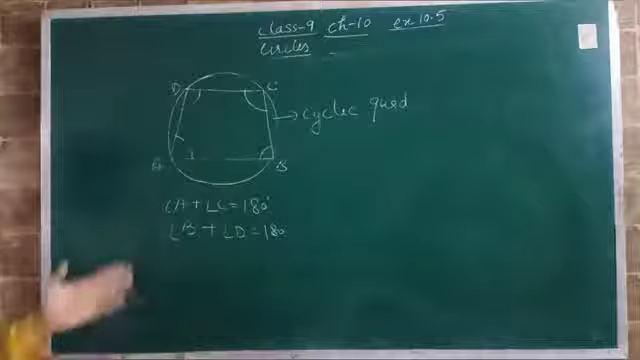 class-9 ch-10 ex 10.5
Circles
D C
→ cyclic quad
A B
∠A + ∠C = 180°
∠B + ∠D = 180